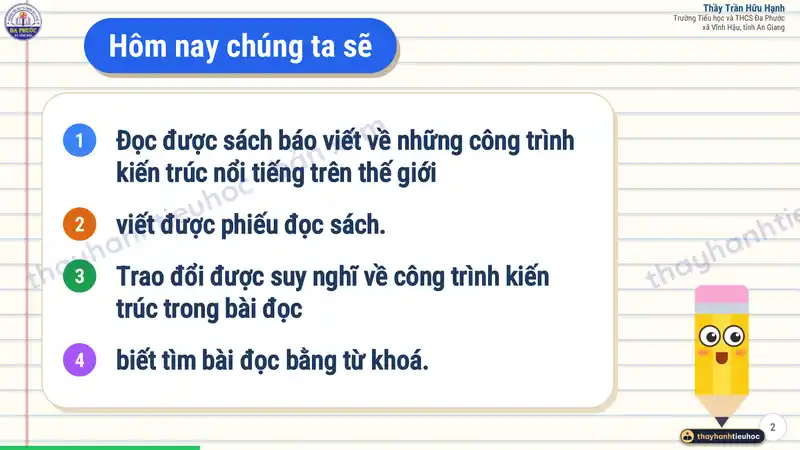 ĐA PHƯỚC
Thầy Trần Hữu Hạnh
Trường Tiểu học và THCS Đa Phước
xã Vĩnh Hậu, tỉnh An Giang
Hôm nay chúng ta sẽ
1 Đọc được sách báo viết về những công trình
kiến trúc nổi tiếng trên thế giới
2 viết được phiếu đọc sách.
3 Trao đổi được suy nghĩ về công trình kiến
trúc trong bài đọc
4 biết tìm bài đọc bằng từ khoá.
thayhanhtieuhoc
2